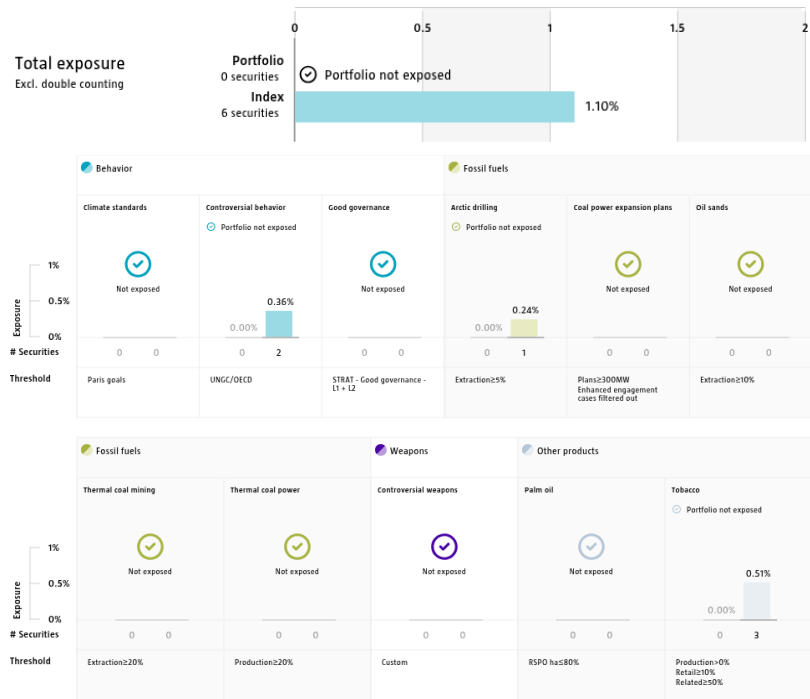 0 0.5 1 1.5 2
Total exposure
Excl. double counting
Portfolio
0 securities
Portfolio not exposed
Index
6 securities
1.10%
Behavior Fossil fuels
Climate standards Controversial behavior Good governance Arctic drilling Coal power expansion plans Oil sands
Portfolio not exposed Portfolio not exposed
1%
Not exposed Not exposed Not exposed Not exposed
Exposure
0.5%
0.00% 0.36% 0.00% 0.24%
0%
# Securities 0 0 0 2 0 0 0 1 0 0 0 0
Threshold Paris goals UNGC/OECD STRAT - Good governance - Extraction≥5% Plans≥300MW Extraction≥10%
L1 + L2 Enhanced engagement
cases filtered out
Fossil fuels Weapons Other products
Thermal coal mining Thermal coal power Controversial weapons Palm oil Tobacco
Portfolio not exposed
1%
Not exposed Not exposed Not exposed Not exposed
Exposure
0.5%
0.00% 0.51%
0%
# Securities 0 0 0 0 0 0 0 0 0 3
Threshold Extraction≥20% Production≥20% Custom RSPO ha≤80% Production>0%
Retail≥10%
Related≥50%